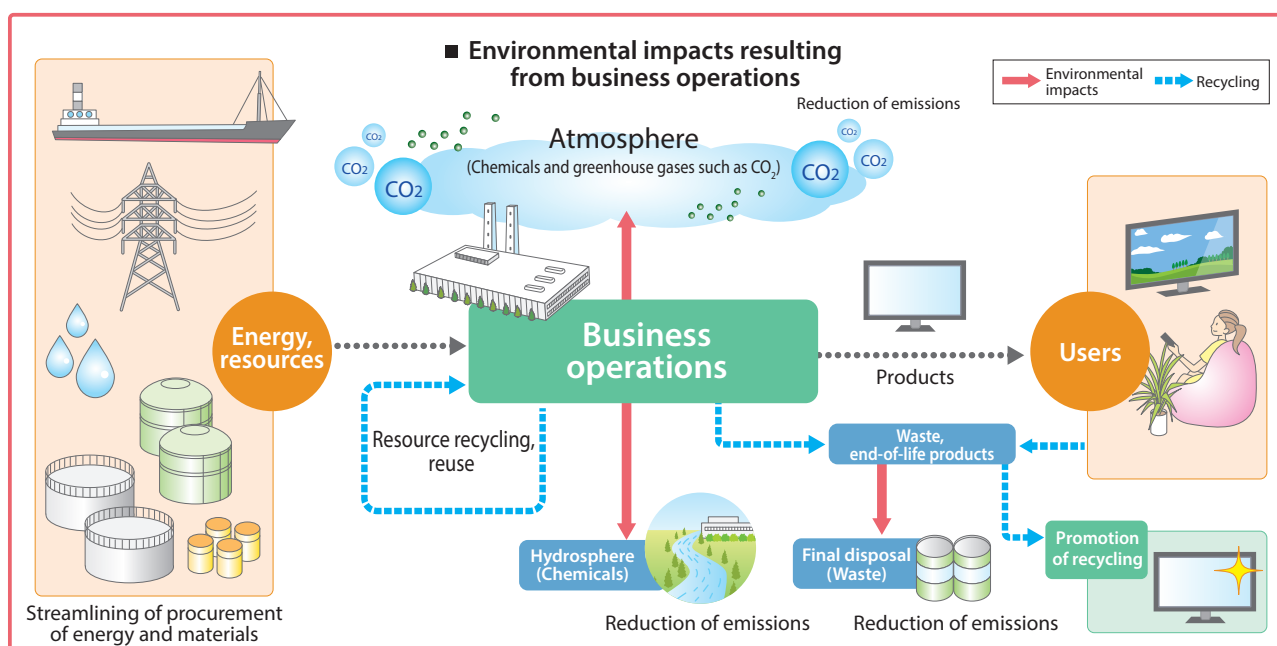 ■ Environmental impacts resulting
from business operations
Environmental
impacts
Recycling
Reduction of emissions
Atmosphere
(Chemicals and greenhouse gases such as CO₂)
CO₂
CO₂
CO₂
CO₂
CO₂
CO₂
Energy,
resources
Business
operations
Products
Users
Resource recycling,
reuse
Waste,
end-of-life products
Hydrosphere
(Chemicals)
Final disposal
(Waste)
Promotion
of recycling
Streamlining of procurement
of energy and materials
Reduction of emissions
Reduction of emissions